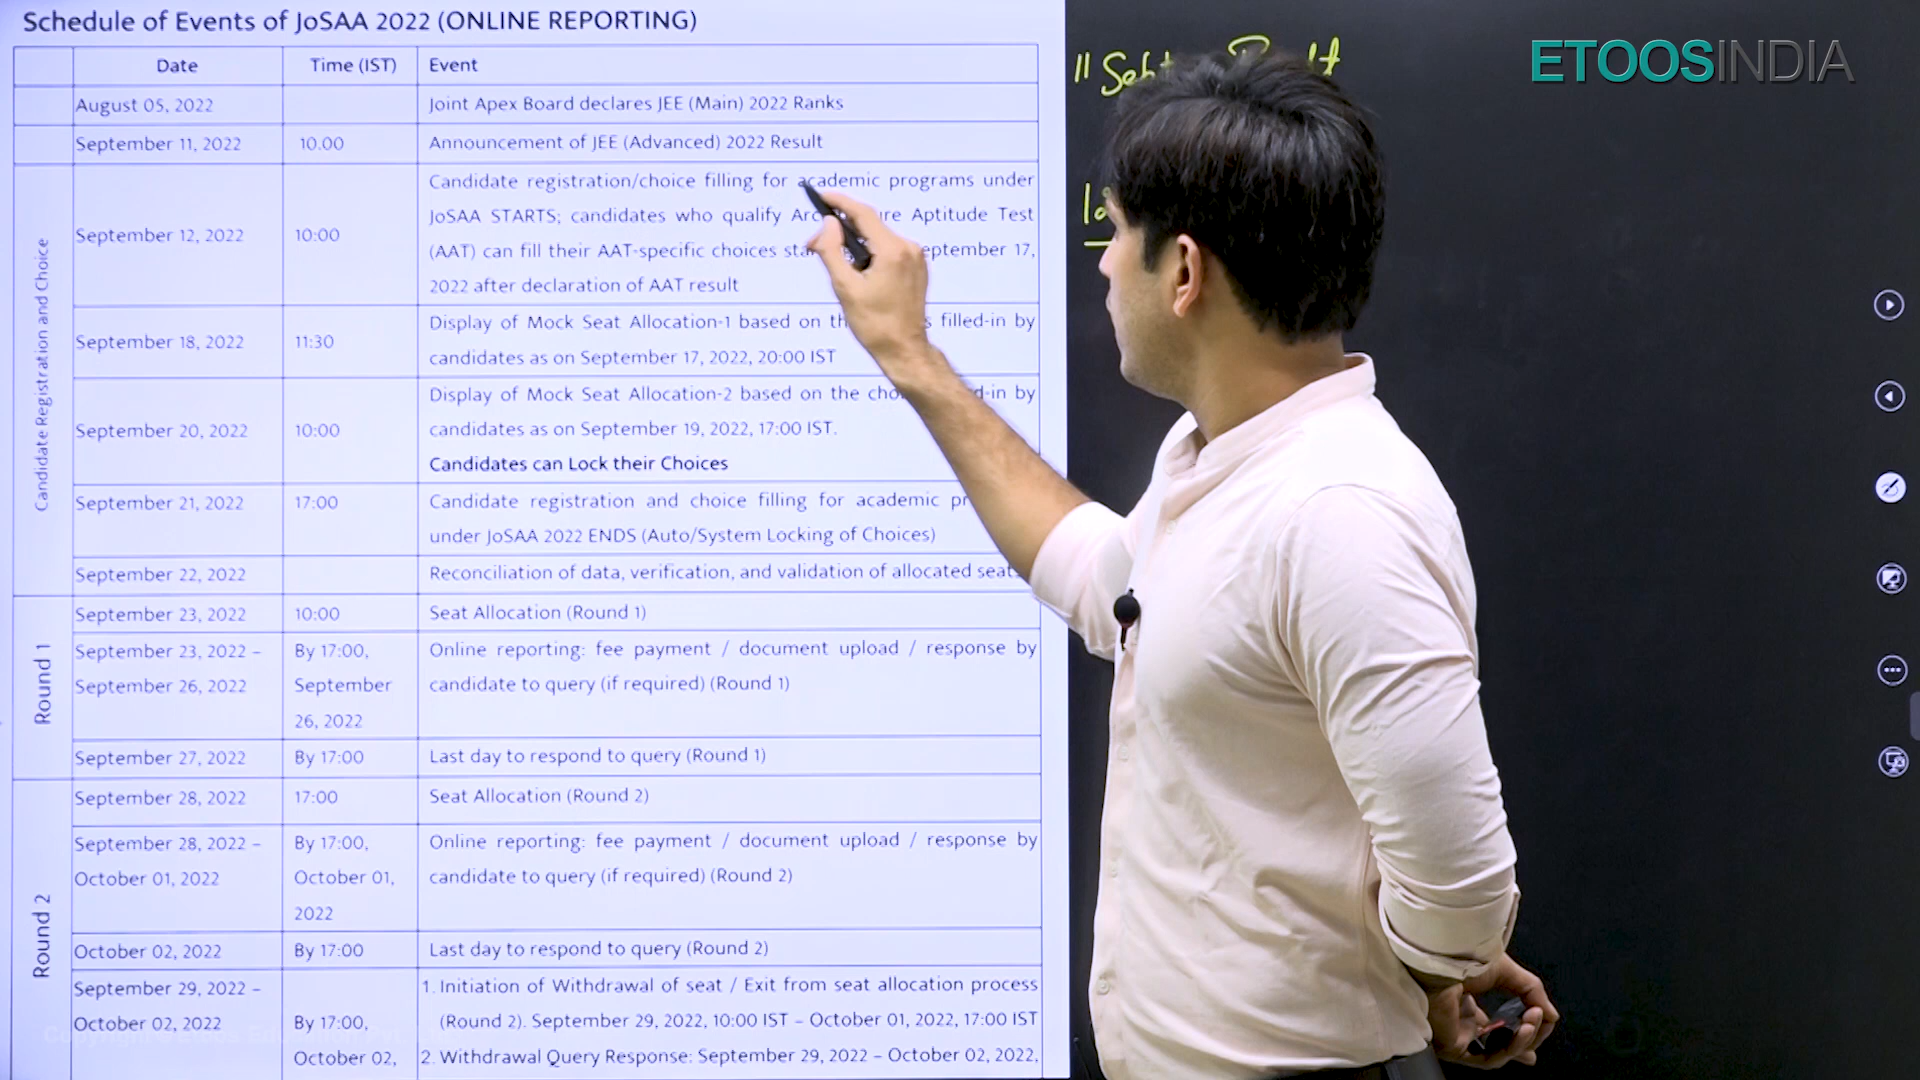 Schedule of Events of JoSAA 2022 (ONLINE REPORTING)
Date Time (IST) Event
August 05, 2022 Joint Apex Board declares JEE (Main) 2022 Ranks
September 11, 2022 10.00 Announcement of JEE (Advanced) 2022 Result
Candidate Registration and Choice
September 12, 2022 10:00
Candidate registration/choice filling for academic programs under
JoSAA STARTS; candidates who qualify Aptitude Test
(AAT) can fill their AAT-specific choices September 17,
2022 after declaration of AAT result
September 18, 2022 11:30
Display of Mock Seat Allocation-1 based on filled-in by
candidates as on September 17, 2022, 20:00 IST
September 20, 2022 10:00
Display of Mock Seat Allocation-2 based on the by
candidates as on September 19, 2022, 17:00 IST.
Candidates can Lock their Choices
September 21, 2022 17:00
Candidate registration and choice filling for academic
under JoSAA 2022 ENDS (Auto/System Locking of Choices)
September 22, 2022 Reconciliation of data, verification, and validation of allocated seats
Round 1
September 23, 2022 10:00 Seat Allocation (Round 1)
September 23, 2022 –
September 26, 2022
By 17:00,
September
26, 2022
Online reporting: fee payment / document upload / response by
candidate to query (if required) (Round 1)
September 27, 2022 By 17:00 Last day to respond to query (Round 1)
Round 2
September 28, 2022 17:00 Seat Allocation (Round 2)
September 28, 2022 –
October 01, 2022
By 17:00,
October 01,
2022
Online reporting: fee payment / document upload / response by
candidate to query (if required) (Round 2)
October 02, 2022 By 17:00 Last day to respond to query (Round 2)
September 29, 2022 –
October 02, 2022
By 17:00,
October 02,
1. Initiation of Withdrawal of seat / Exit from seat allocation process
(Round 2). September 29, 2022, 10:00 IST – October 01, 2022, 17:00 IST
2. Withdrawal Query Response: September 29, 2022 – October 02, 2022,
11
ETOOSINDIA